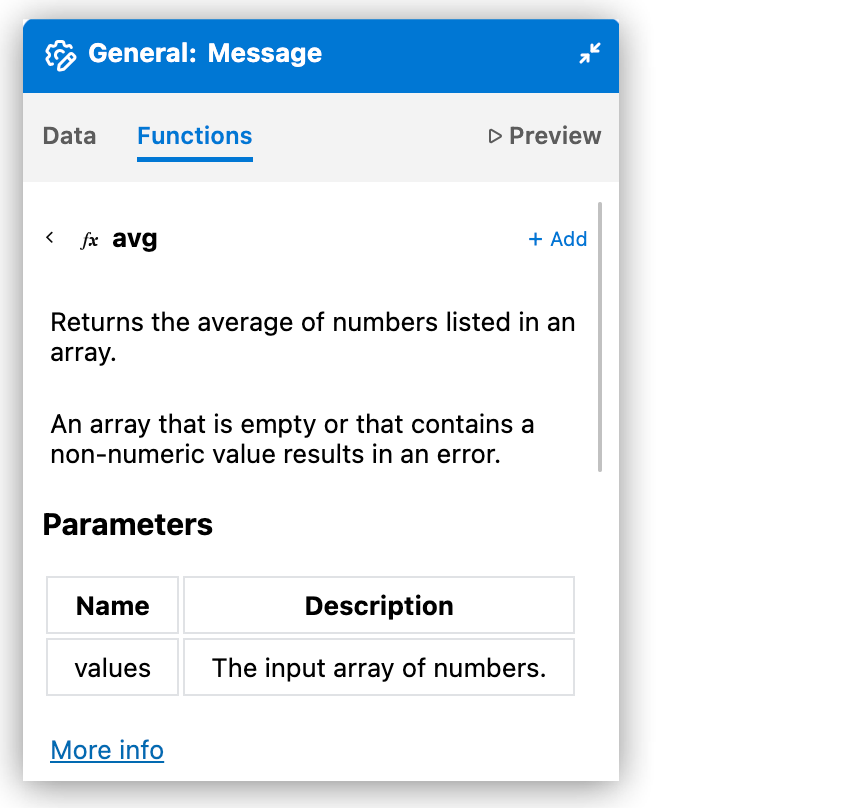 General: Message
Data Functions Preview
fx avg + Add
Returns the average of numbers listed in an
array.
An array that is empty or that contains a
non-numeric value results in an error.
Parameters
Name Description
values The input array of numbers.
More info